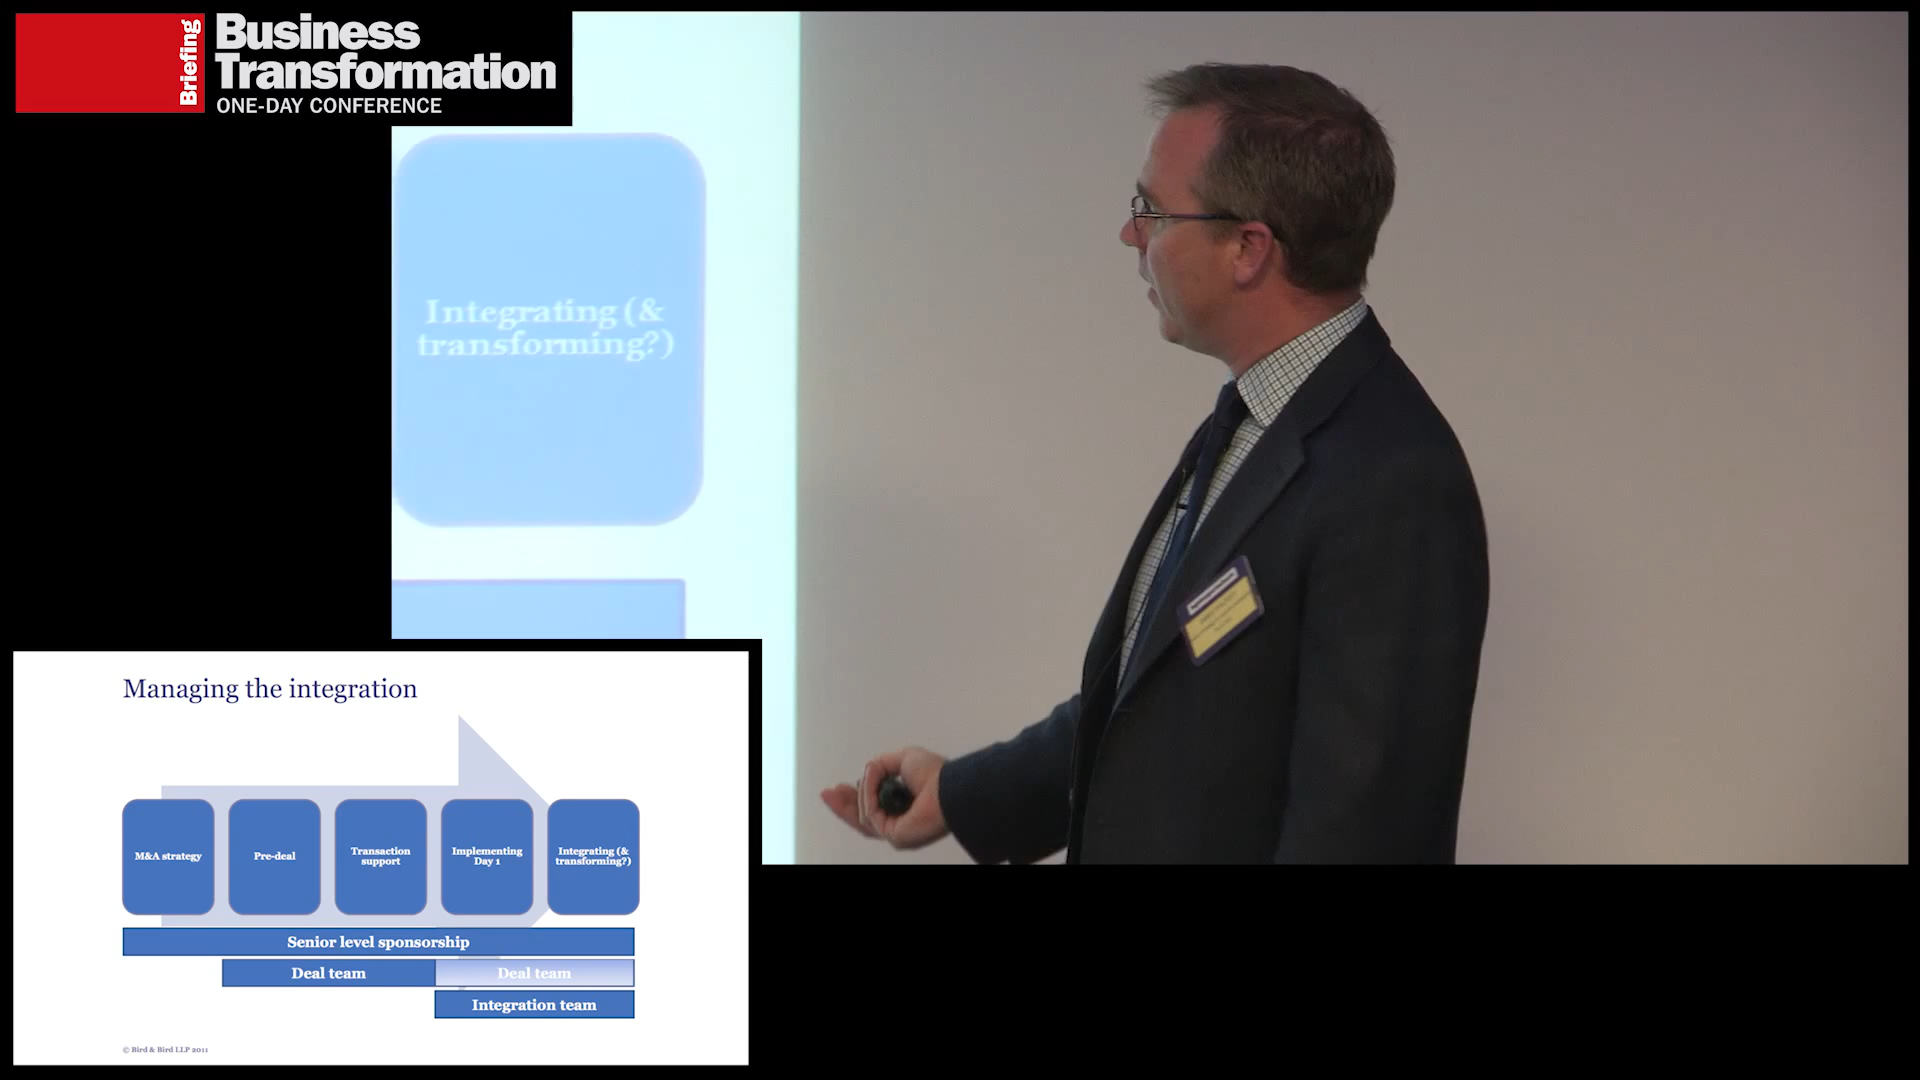 Briefing
Business
Transformation
ONE-DAY CONFERENCE
Integrating (&
transforming?)
Managing the integration
M&A strategy
Pre-deal
Transaction
support
Implementing
Day 1
Integrating (&
transforming?)
Senior level sponsorship
Deal team
Deal team
Integration team
© Bird & Bird LLP 2011